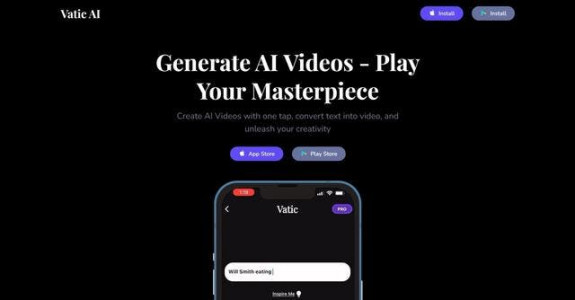 Vatic AI
Install
Install
Generate AI Videos - Play
Your Masterpiece
Create AI Videos with one tap, convert text into video, and
unleash your creativity
App Store
Play Store
Vatic
PRO
Will Smith eating
Inspire Me